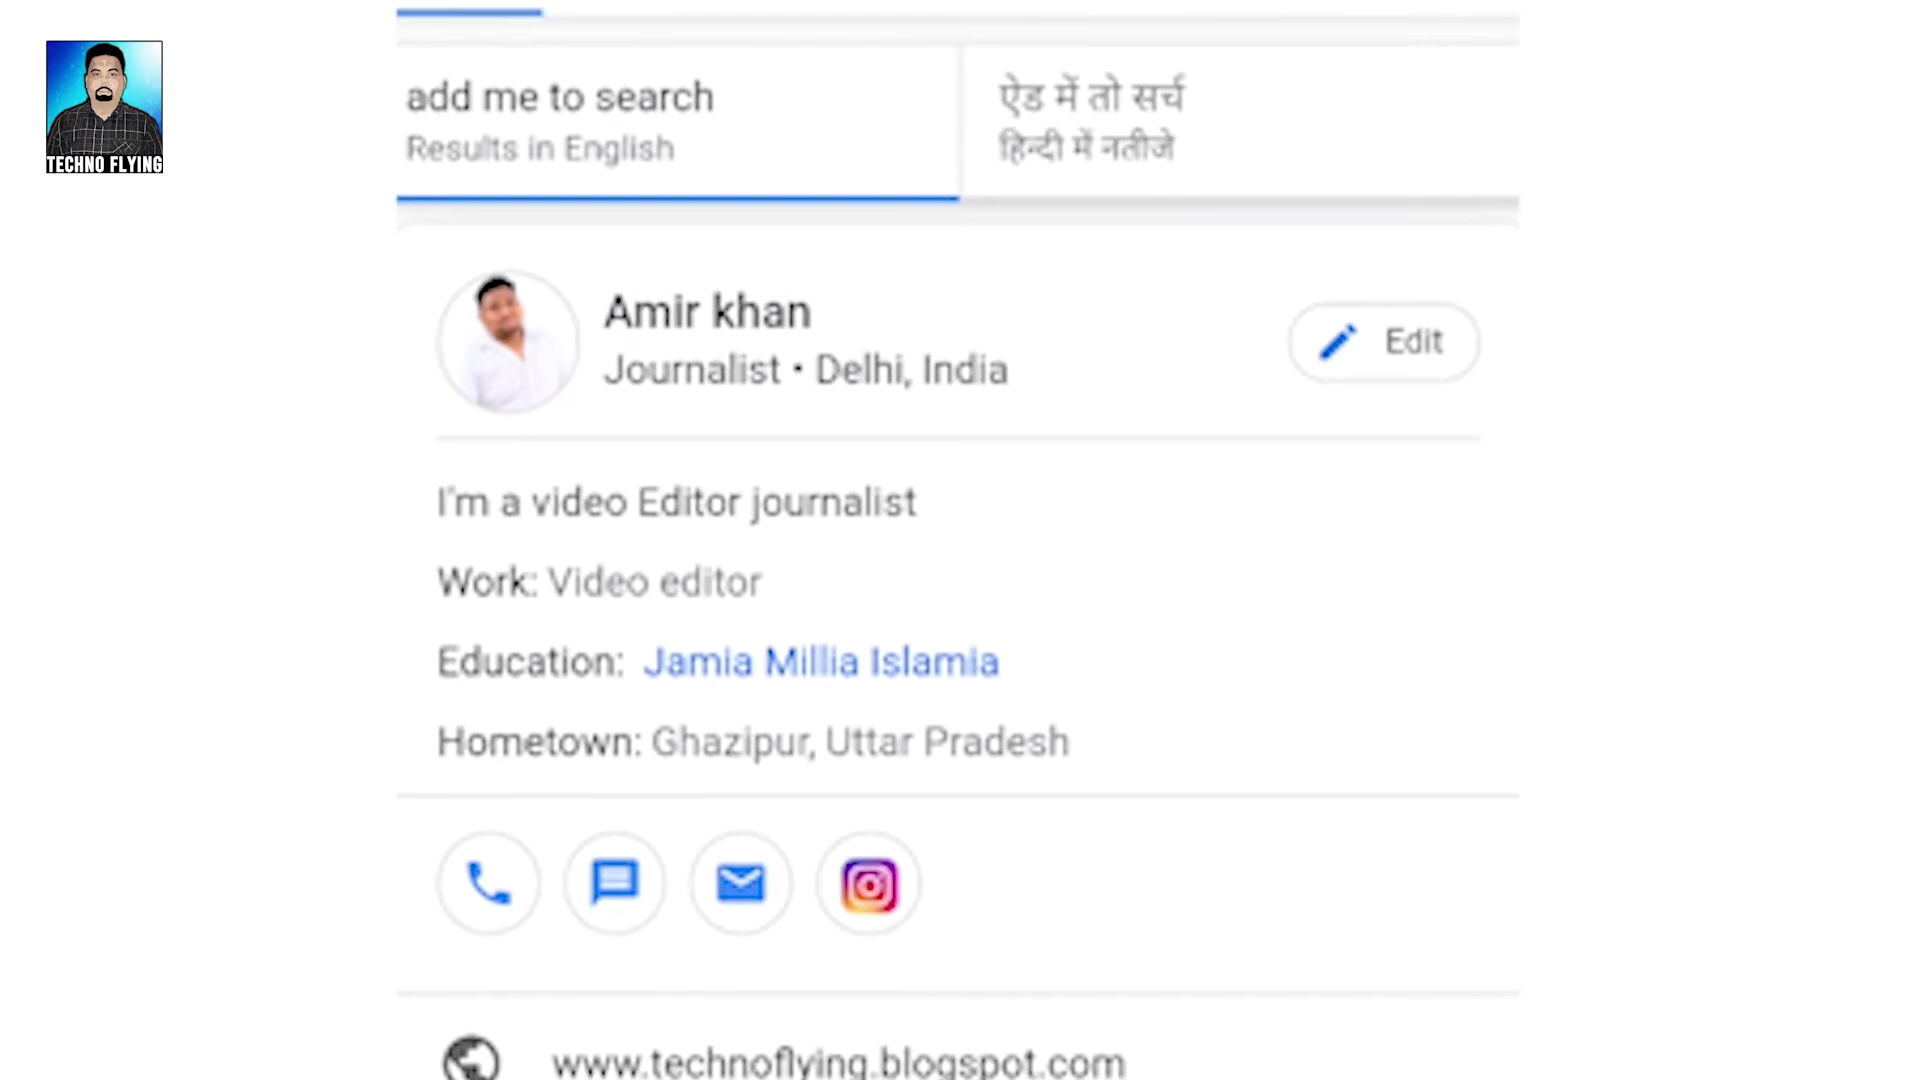 TECHNO FLYING
add me to search
Results in English
ऐड में तो सर्च
हिन्दी में नतीजे
Amir khan
Journalist • Delhi, India
Edit
I'm a video Editor journalist
Work: Video editor
Education: Jamia Millia Islamia
Hometown: Ghazipur, Uttar Pradesh
www.technoflying.blogspot.com